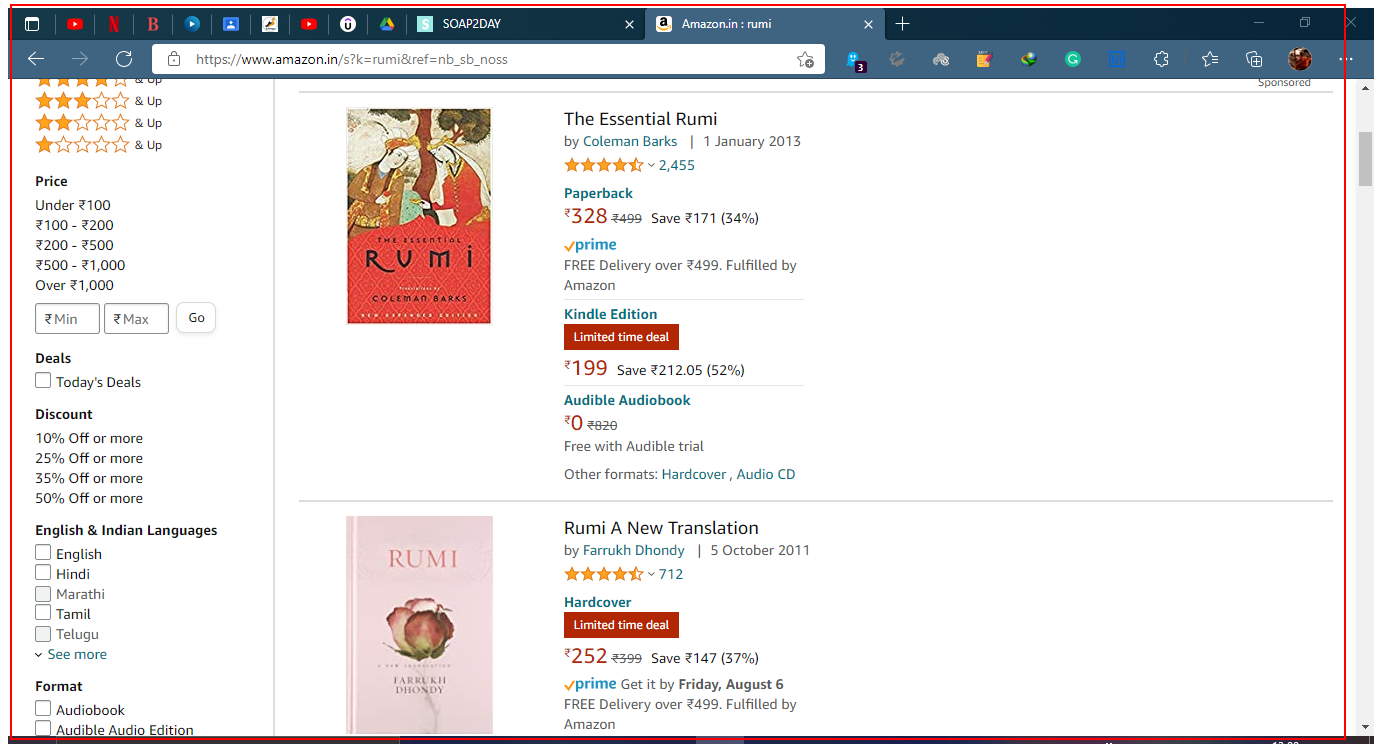 SOAP2DAY
Amazon.in : rumi
https://www.amazon.in/s?k=rumi&ref=nb_sb_noss
3
& Up
& Up
& Up
& Up
Price
Under ₹100
₹100 - ₹200
₹200 - ₹500
₹500 - ₹1,000
Over ₹1,000
₹ Min ₹ Max Go
Deals
Today's Deals
Discount
10% Off or more
25% Off or more
35% Off or more
50% Off or more
English & Indian Languages
English
Hindi
Marathi
Tamil
Telugu
See more
Format
Audiobook
Audible Audio Edition
Sponsored
THE ESSENTIAL
RUMI
Translations by
COLEMAN BARKS
NEW EXPANDED EDITION
The Essential Rumi
by Coleman Barks | 1 January 2013
2,455
Paperback
₹328 ₹499 Save ₹171 (34%)
prime
FREE Delivery over ₹499. Fulfilled by
Amazon
Kindle Edition
Limited time deal
₹199 Save ₹212.05 (52%)
Audible Audiobook
₹0 ₹820
Free with Audible trial
Other formats: Hardcover , Audio CD
RUMI
A NEW TRANSLATION
FARRUKH
DHONDY
Rumi A New Translation
by Farrukh Dhondy | 5 October 2011
712
Hardcover
Limited time deal
₹252 ₹399 Save ₹147 (37%)
prime Get it by Friday, August 6
FREE Delivery over ₹499. Fulfilled by
Amazon